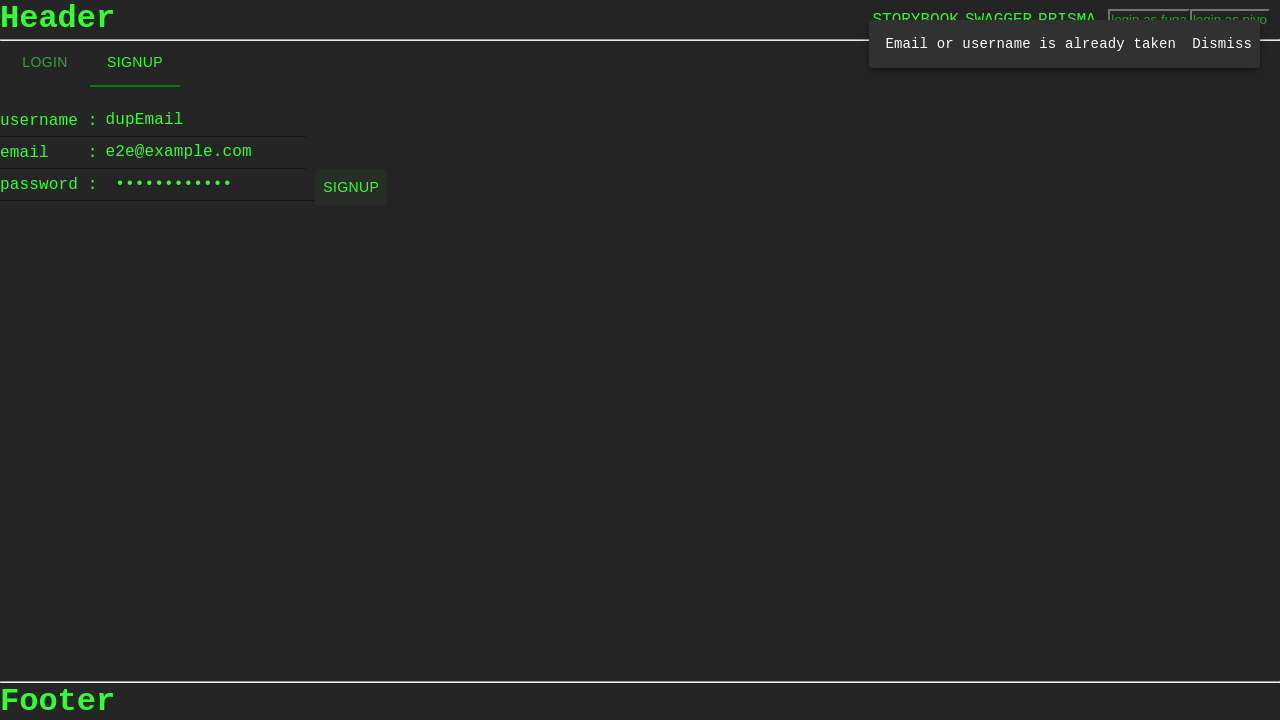 Header
STORYBOOK SWAGGER PRISMA login as fuga login as piyo
Email or username is already taken Dismiss
LOGIN SIGNUP
username : dupEmail
email : e2e@example.com
password : ••••••••••••
SIGNUP
Footer